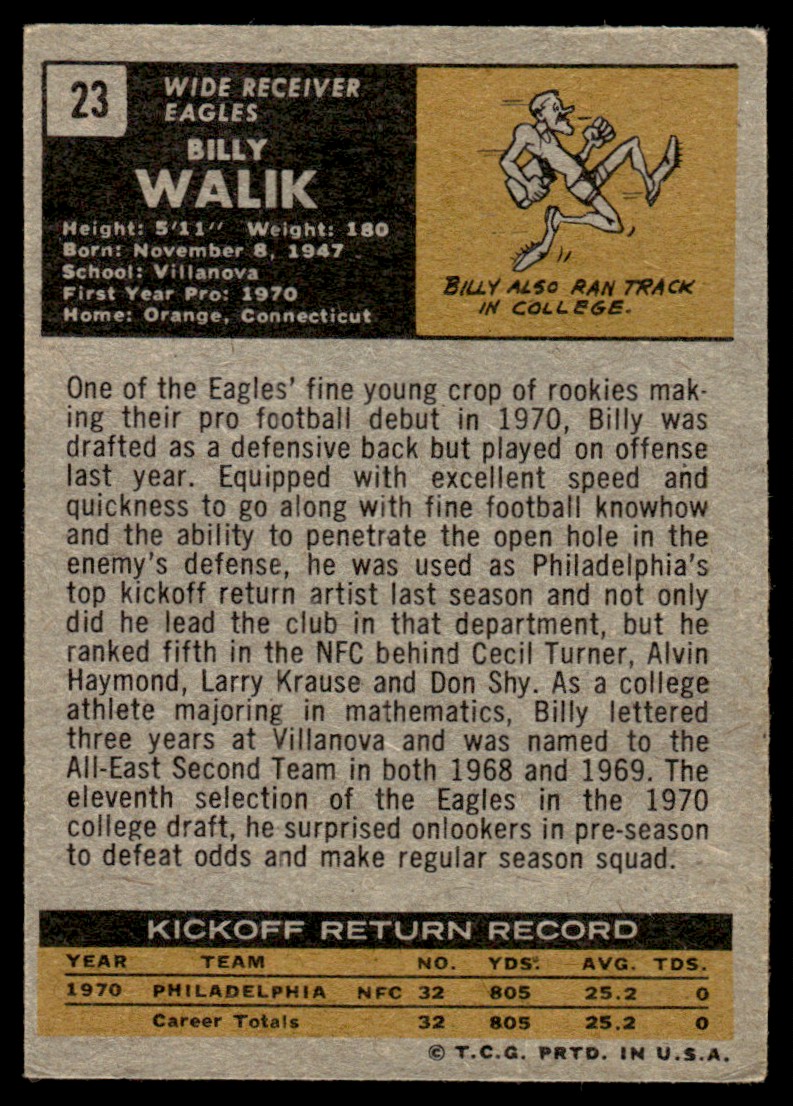 23
WIDE RECEIVER
EAGLES
BILLY
WALIK
Height: 5'11" Weight: 180
Born: November 8, 1947
School: Villanova
First Year Pro: 1970
Home: Orange, Connecticut
BILLY ALSO RAN TRACK
IN COLLEGE.
One of the Eagles' fine young crop of rookies mak-
ing their pro football debut in 1970, Billy was
drafted as a defensive back but played on offense
last year. Equipped with excellent speed and
quickness to go along with fine football knowhow
and the ability to penetrate the open hole in the
enemy's defense, he was used as Philadelphia's
top kickoff return artist last season and not only
did he lead the club in that department, but he
ranked fifth in the NFC behind Cecil Turner, Alvin
Haymond, Larry Krause and Don Shy. As a college
athlete majoring in mathematics, Billy lettered
three years at Villanova and was named to the
All-East Second Team in both 1968 and 1969. The
eleventh selection of the Eagles in the 1970
college draft, he surprised onlookers in pre-season
to defeat odds and make regular season squad.
KICKOFF RETURN RECORD
YEAR TEAM NO. YDS. AVG. TDS.
1970 PHILADELPHIA NFC 32 805 25.2 0
Career Totals 32 805 25.2 0
© T.C.G. PRTD. IN U.S.A.